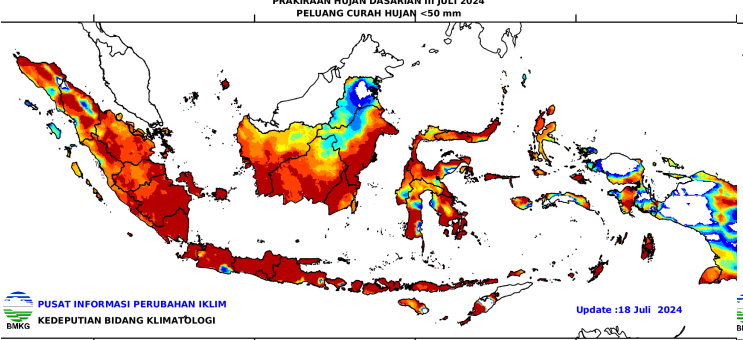 PRAKIRAAN HUJAN DASARIAN III JULI 2024
PELUANG CURAH HUJAN <50 mm
PUSAT INFORMASI PERUBAHAN IKLIM
KEDEPUTIAN BIDANG KLIMATOLOGI
BMKG
Update :18 Juli 2024